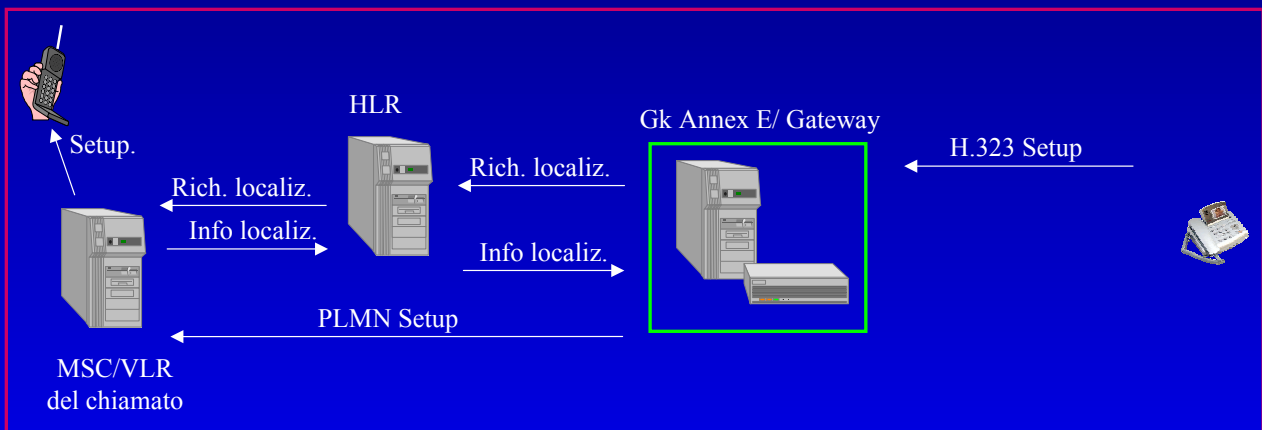 HLR
Gk Annex E/ Gateway
Setup.
H.323 Setup
Rich. localiz.
Rich. localiz.
Info localiz.
Info localiz.
PLMN Setup
MSC/VLR
del chiamato